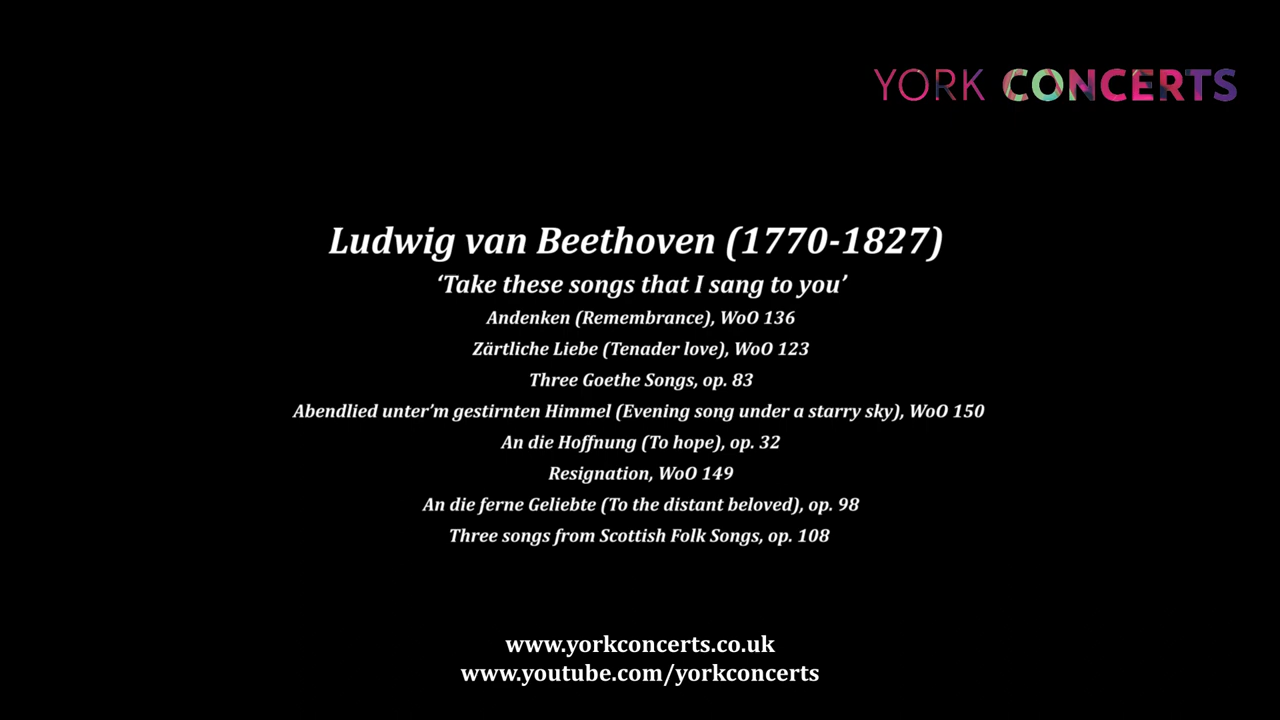 YORK CONCERTS
Ludwig van Beethoven (1770-1827)
‘Take these songs that I sang to you’
Andenken (Remembrance), WoO 136
Zärtliche Liebe (Tenader love), WoO 123
Three Goethe Songs, op. 83
Abendlied unter’m gestirnten Himmel (Evening song under a starry sky), WoO 150
An die Hoffnung (To hope), op. 32
Resignation, WoO 149
An die ferne Geliebte (To the distant beloved), op. 98
Three songs from Scottish Folk Songs, op. 108
www.yorkconcerts.co.uk
www.youtube.com/yorkconcerts